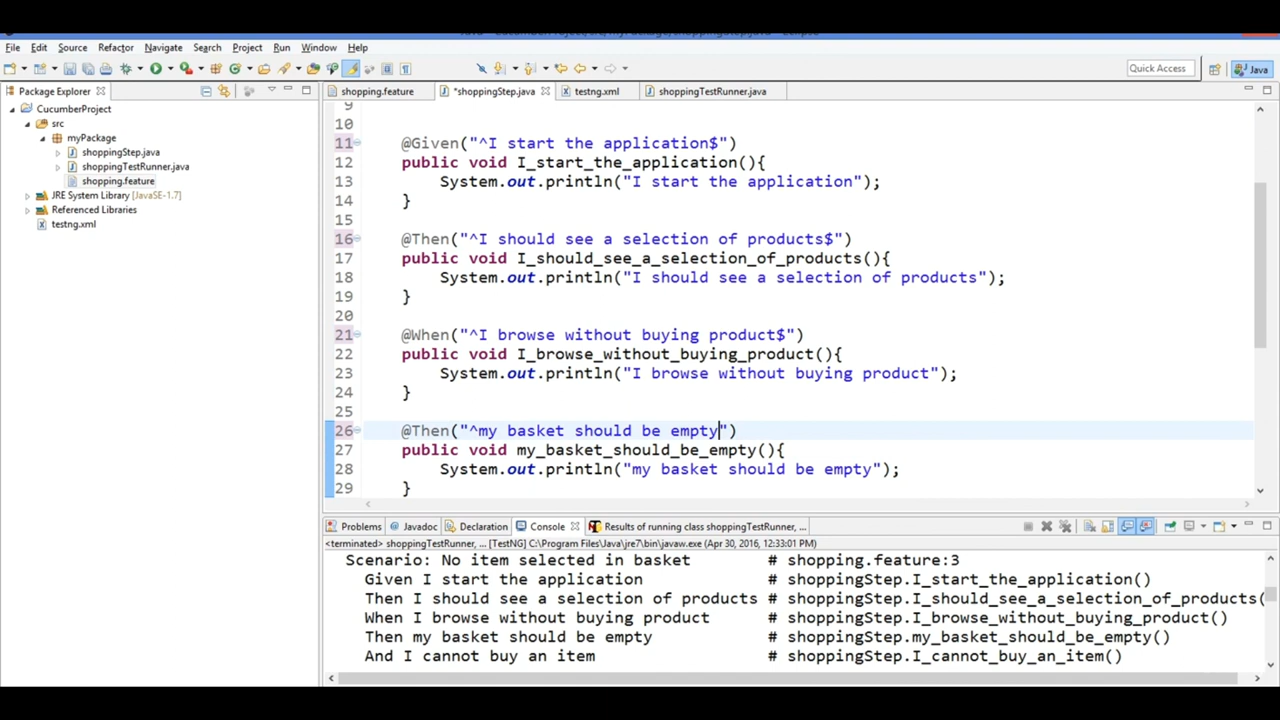 File Edit Source Refactor Navigate Search Project Run Window Help
Quick Access Java
Package Explorer
CucumberProject
src
myPackage
shoppingStep.java
shoppingTestRunner.java
shopping.feature
JRE System Library [JavaSE-1.7]
Referenced Libraries
testng.xml
shopping.feature *shoppingStep.java testng.xml shoppingTestRunner.java
9
10
11 @Given("^I start the application$")
12 public void I_start_the_application(){
13 System.out.println("I start the application");
14 }
15
16 @Then("^I should see a selection of products$")
17 public void I_should_see_a_selection_of_products(){
18 System.out.println("I should see a selection of products");
19 }
20
21 @When("^I browse without buying product$")
22 public void I_browse_without_buying_product(){
23 System.out.println("I browse without buying product");
24 }
25
26 @Then("^my basket should be empty")
27 public void my_basket_should_be_empty(){
28 System.out.println("my basket should be empty");
29 }
Problems Javadoc Declaration Console Results of running class shoppingTestRunner, ...
<terminated> shoppingTestRunner, ... [TestNG] C:\Program Files\Java\jre7\bin\javaw.exe (Apr 30, 2016, 12:33:01 PM)
Scenario: No item selected in basket # shopping.feature:3
Given I start the application # shoppingStep.I_start_the_application()
Then I should see a selection of products # shoppingStep.I_should_see_a_selection_of_products(
When I browse without buying product # shoppingStep.I_browse_without_buying_product()
Then my basket should be empty # shoppingStep.my_basket_should_be_empty()
And I cannot buy an item # shoppingStep.I_cannot_buy_an_item()